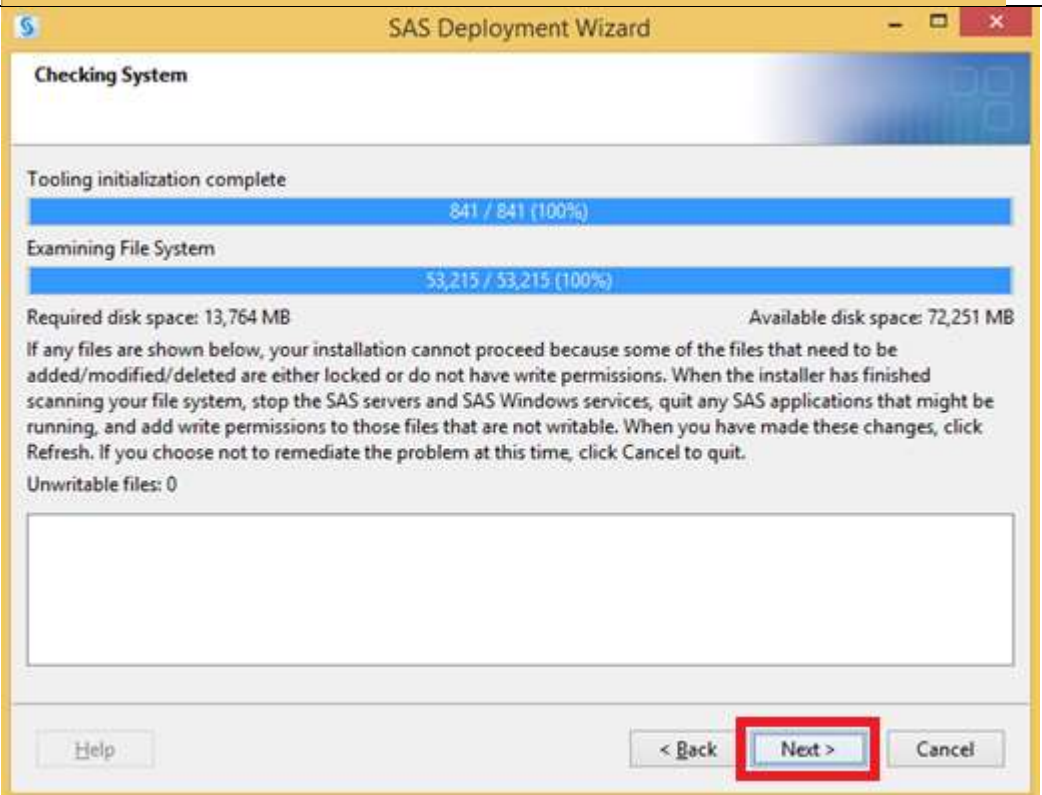 SAS Deployment Wizard
Checking System
Tooling initialization complete
841 / 841 (100%)
Examining File System
53,215 / 53,215 (100%)
Required disk space: 13,764 MB
Available disk space: 72,251 MB
If any files are shown below, your installation cannot proceed because some of the files that need to be
added/modified/deleted are either locked or do not have write permissions. When the installer has finished
scanning your file system, stop the SAS servers and SAS Windows services, quit any SAS applications that might be
running, and add write permissions to those files that are not writable. When you have made these changes, click
Refresh. If you choose not to remediate the problem at this time, click Cancel to quit.
Unwritable files: 0
Help
< Back
Next >
Cancel